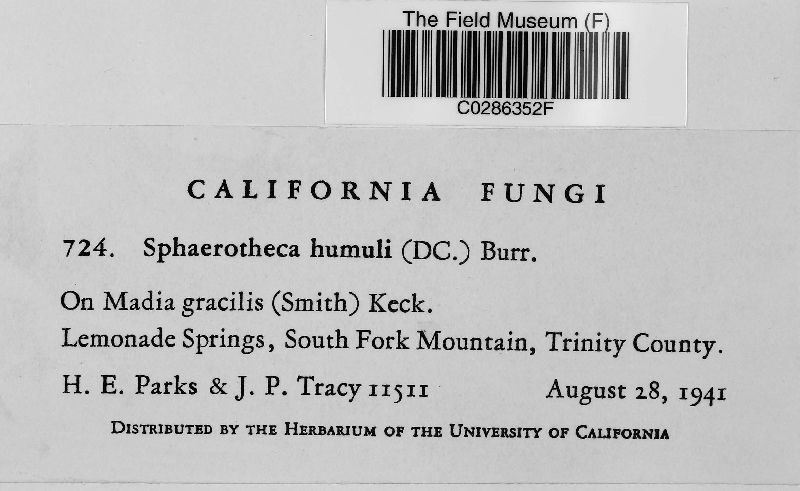 The Field Museum (F)
C0286352F
CALIFORNIA FUNGI
724. Sphaerotheca humuli (DC.) Burr.
On Madia gracilis (Smith) Keck.
Lemonade Springs, South Fork Mountain, Trinity County.
H. E. Parks & J. P. Tracy 11511 August 28, 1941
DISTRIBUTED BY THE HERBARIUM OF THE UNIVERSITY OF CALIFORNIA